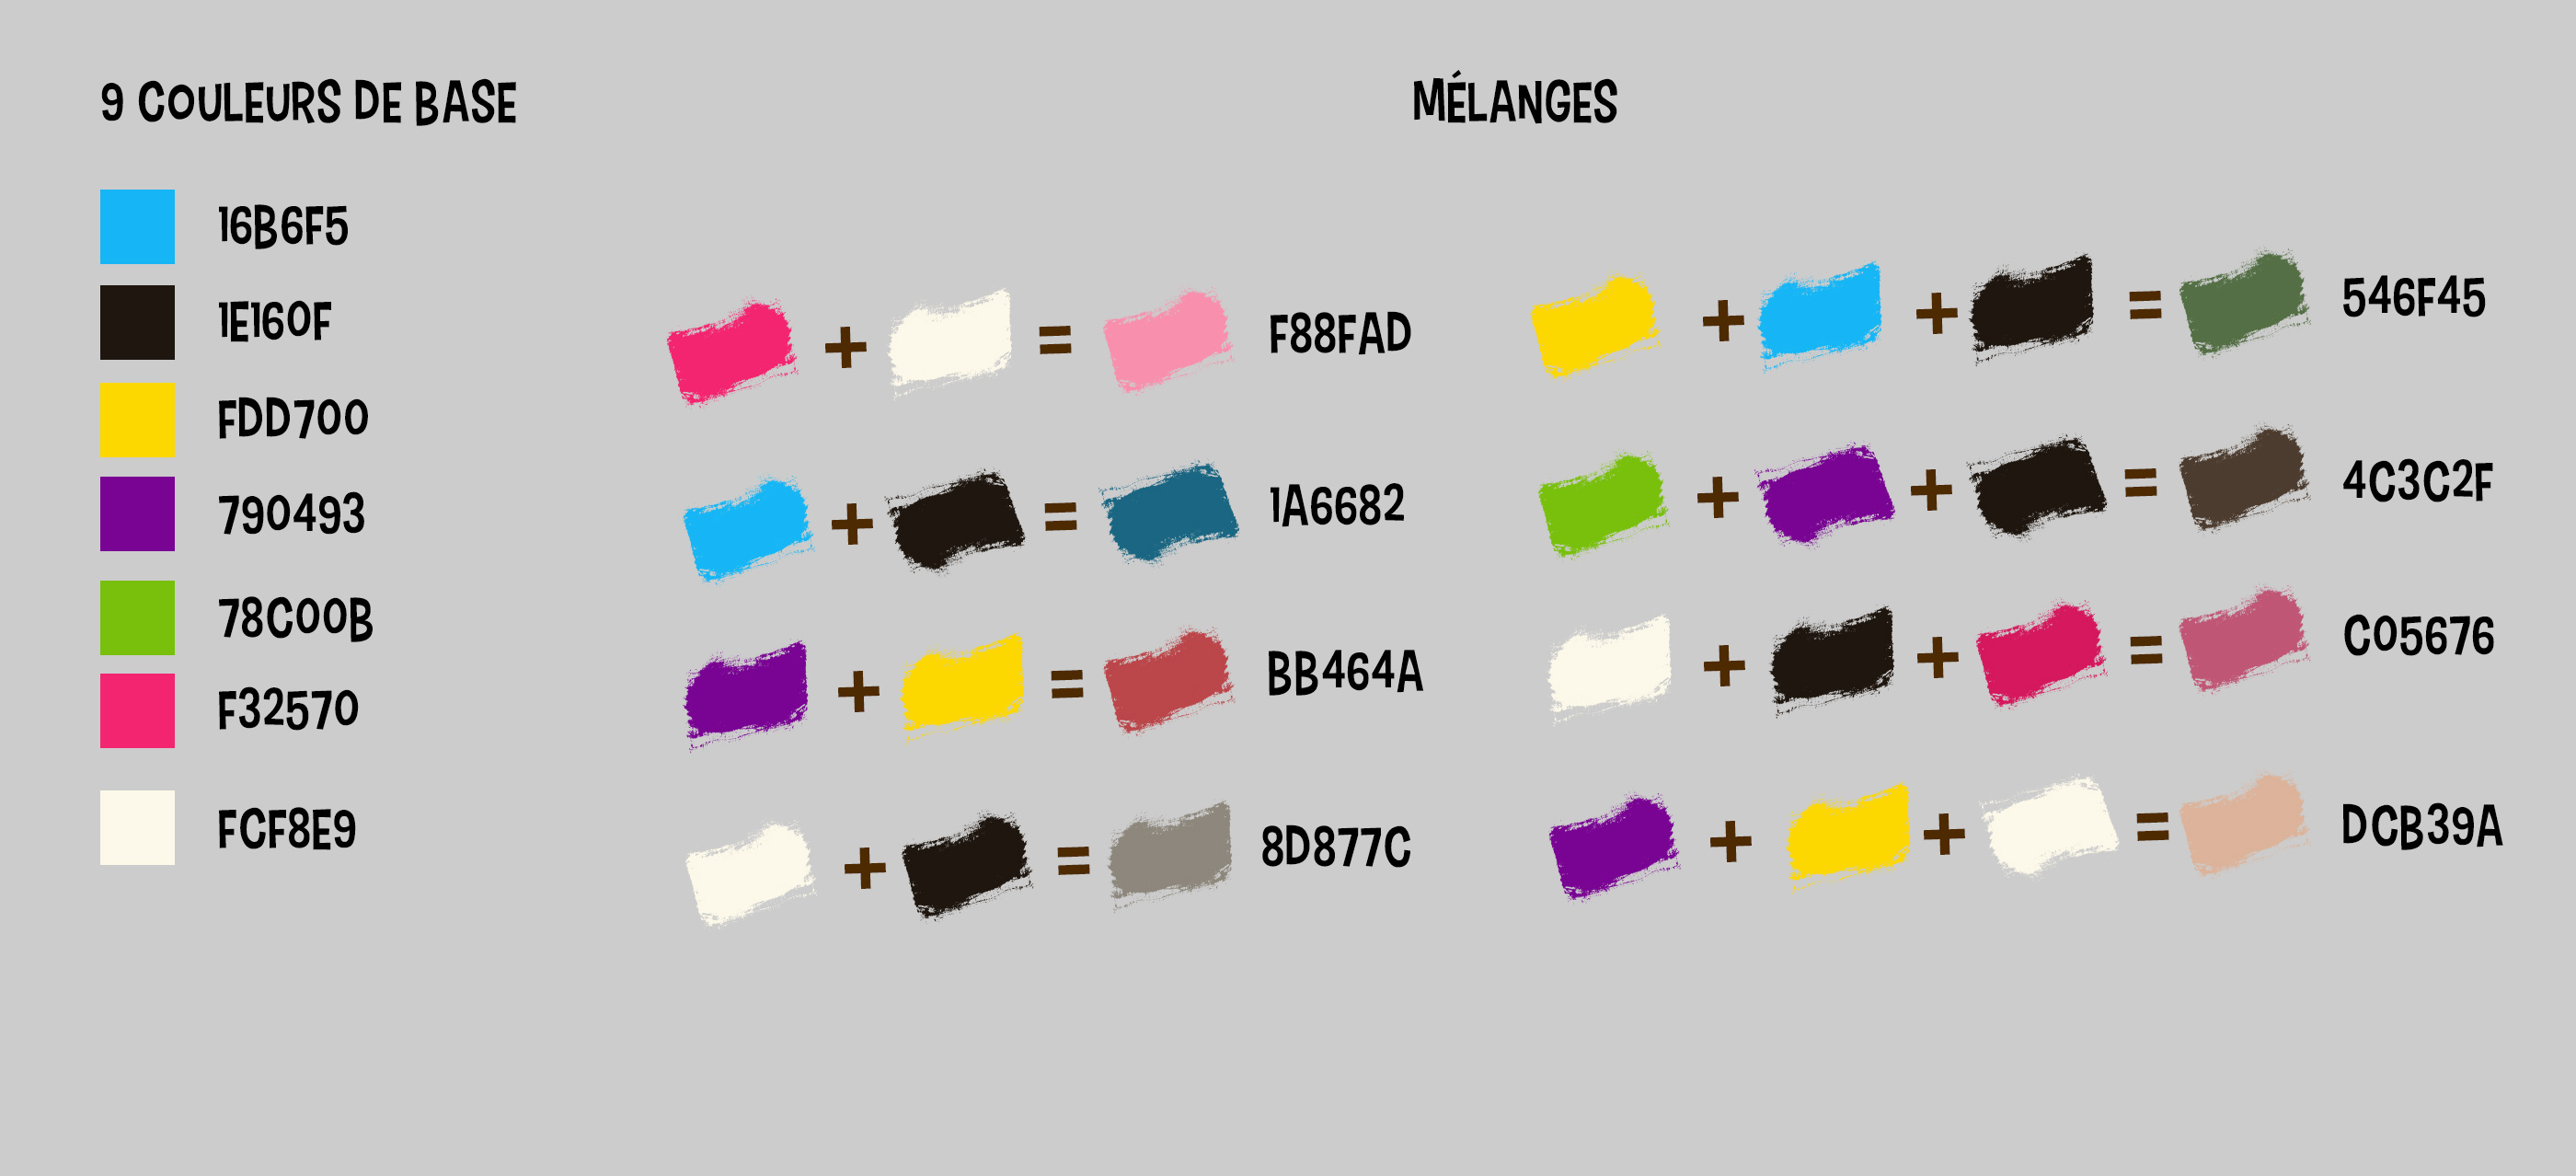 9 COULEURS DE BASE
16B6F5
1E160F
FDD700
790493
78C00B
F32570
FCF8E9
MÉLANGES
+ = F88FAD
+ = 1A6682
+ = BB464A
+ = 8D877C
+ + = 546F45
+ + = 4C3C2F
+ + = C05676
+ + = DCB39A